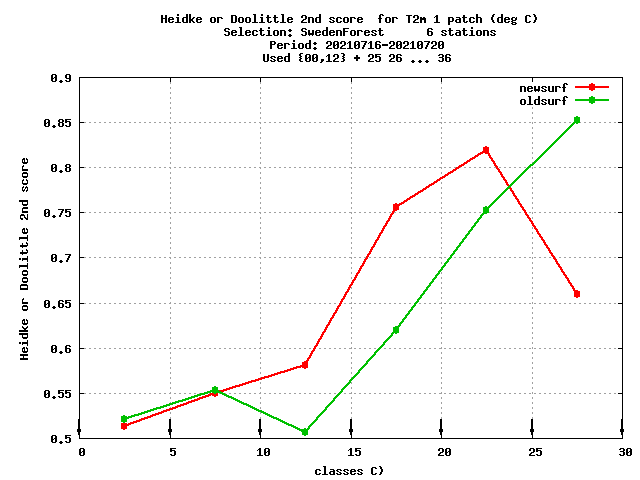 Heidke or Doolittle 2nd score  for T2m 1 patch (deg C)
Selection: SwedenForest      6 stations
Period: 20210716-20210720
Used {00,12} + 25 26 ... 36
newsurf
oldsurf
Heidke or Doolittle 2nd score
0.9
0.85
0.8
0.75
0.7
0.65
0.6
0.55
0.5
0 5 10 15 20 25 30
classes C)